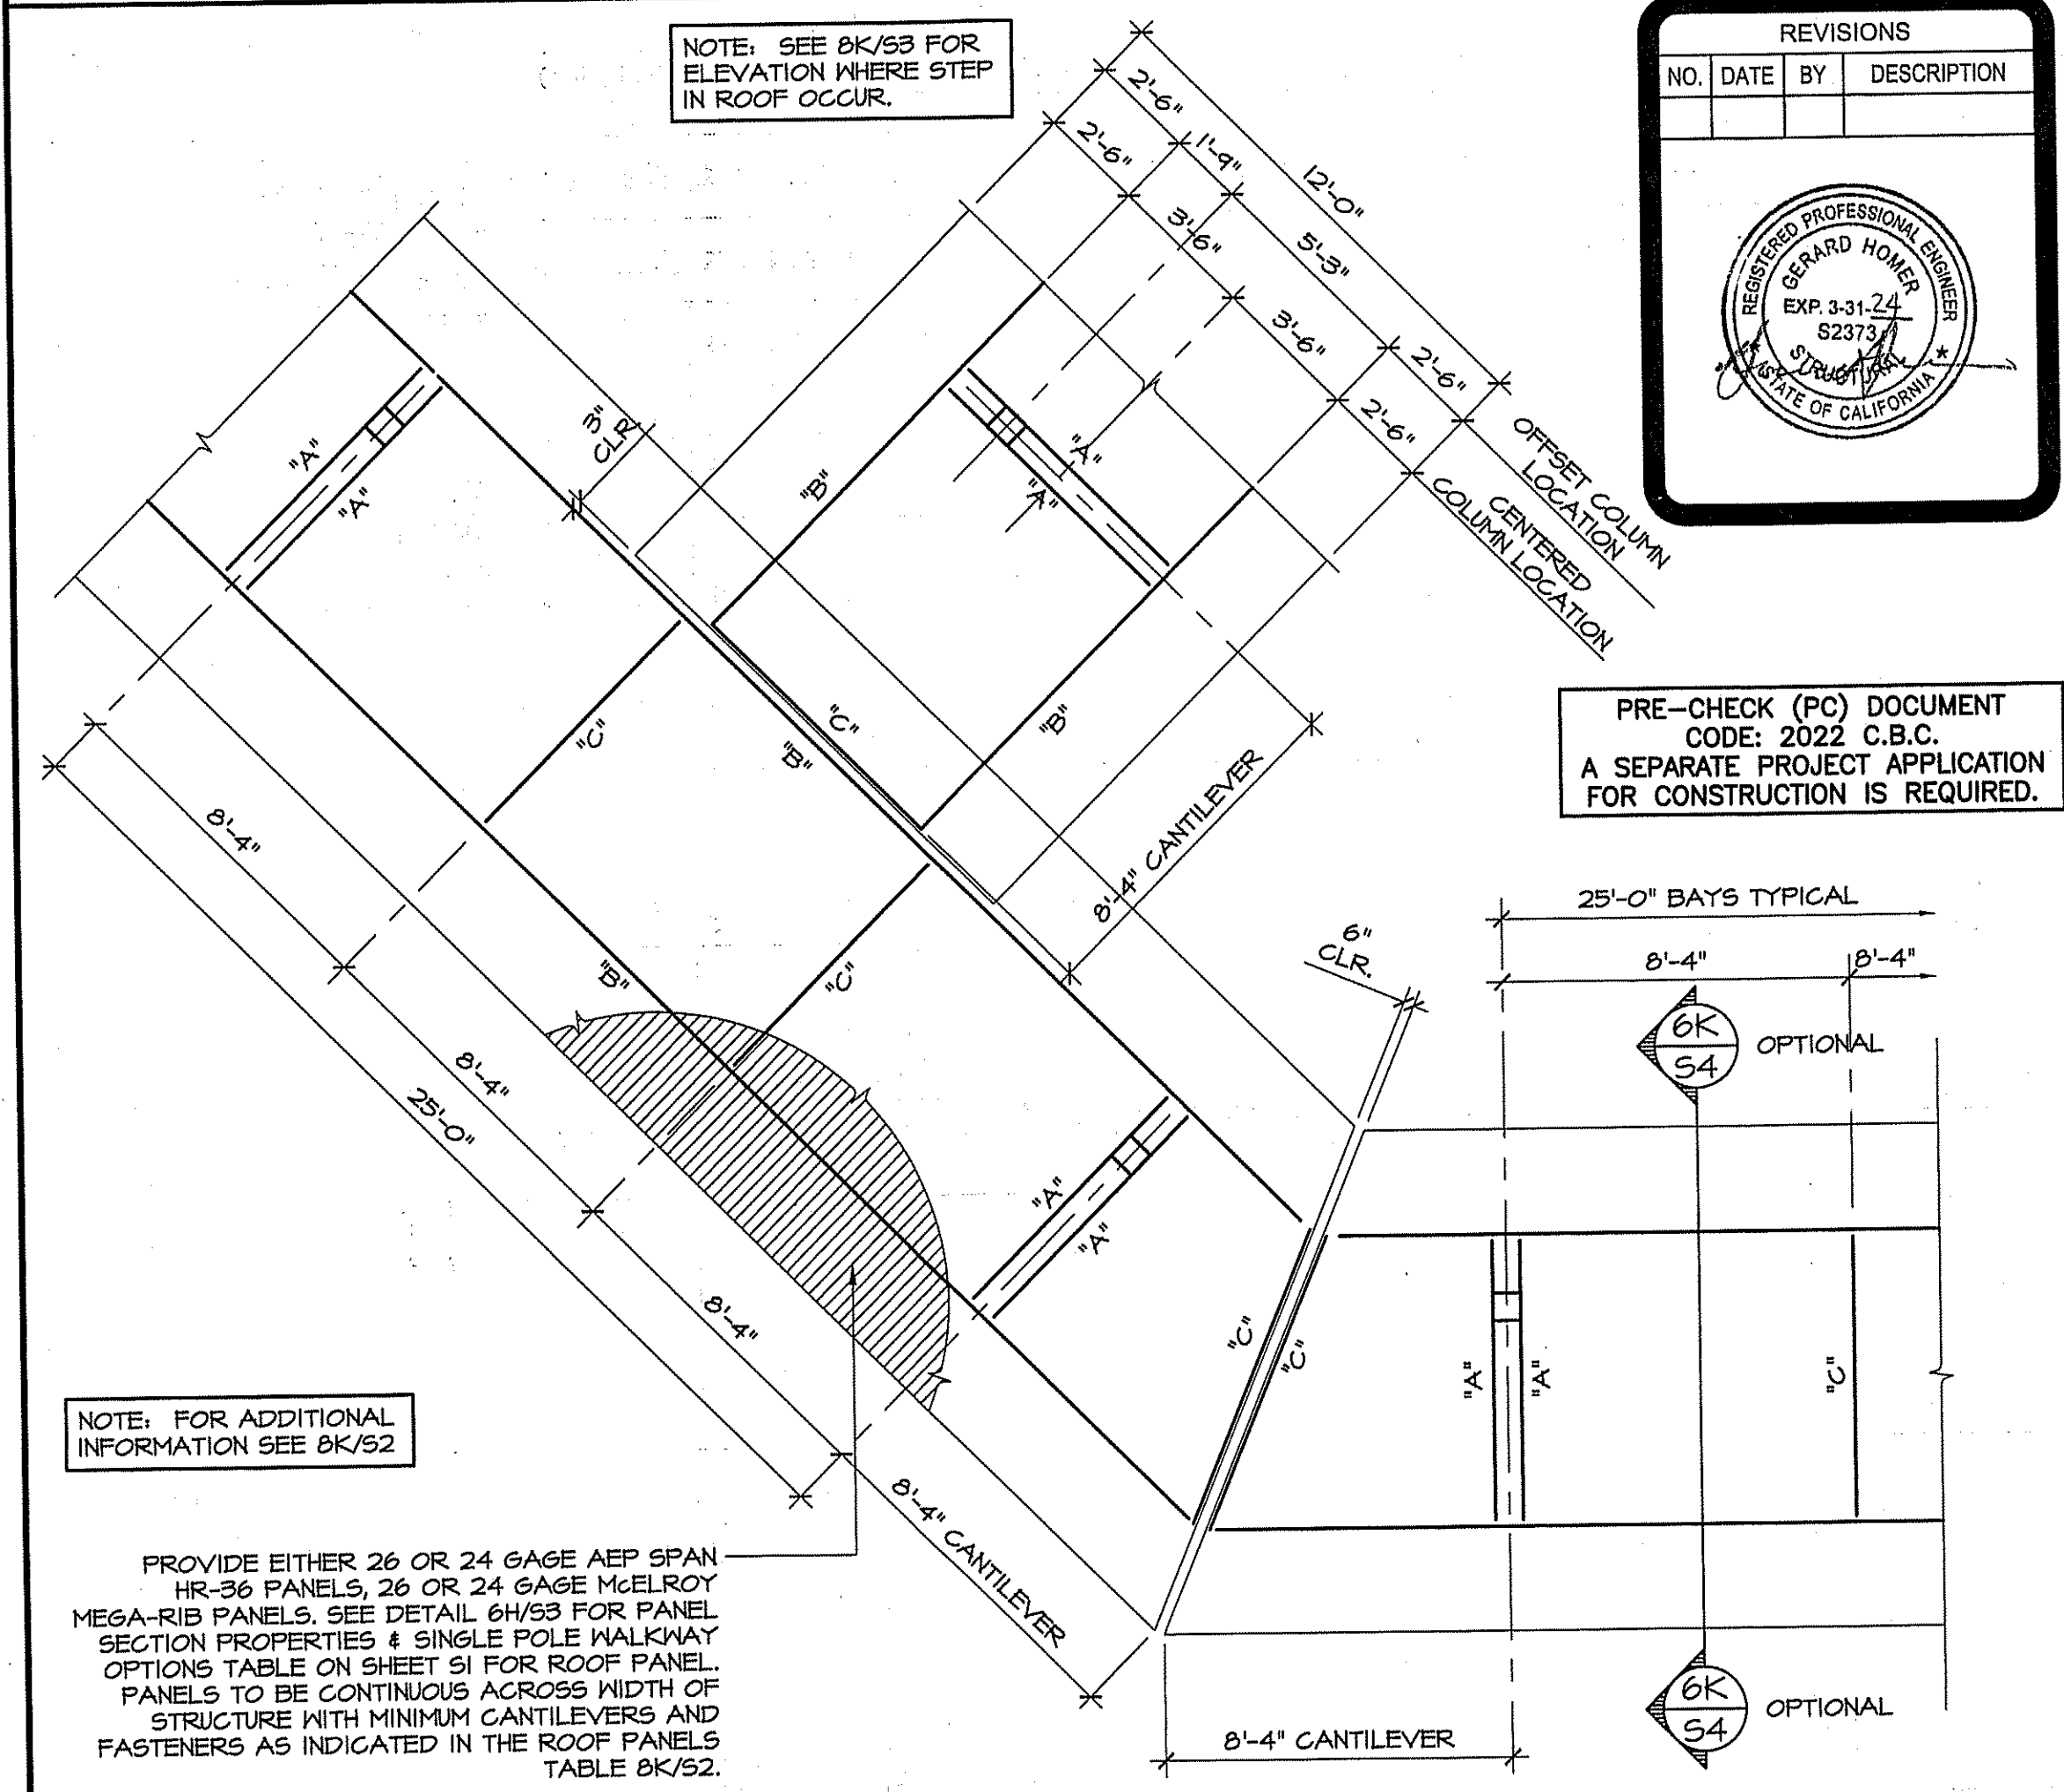 NOTE: SEE 8K/S3 FOR
ELEVATION WHERE STEP
IN ROOF OCCUR.
REVISIONS
NO. DATE BY DESCRIPTION
REGISTERED PROFESSIONAL ENGINEER
GERARD HOMER
EXP. 3-31-24
S2373
STRUCTURAL
STATE OF CALIFORNIA
2'-6"
1'-9"
12'-0"
2'-6"
3'-6"
5'-3"
3'-6"
2'-6"
2'-6"
OFFSET COLUMN
LOCATION
CENTERED
COLUMN LOCATION
3"
CLR.
"A"
"A"
"B"
"A"
"A"
"C"
"B"
"C"
"B"
8'-4" CANTILEVER
"B"
"C"
8'-4"
8'-4"
25'-0"
8'-4"
8'-4" CANTILEVER
"A"
"A"
"C"
"C"
6"
CLR.
PRE-CHECK (PC) DOCUMENT
CODE: 2022 C.B.C.
A SEPARATE PROJECT APPLICATION
FOR CONSTRUCTION IS REQUIRED.
25'-0" BAYS TYPICAL
8'-4" 8'-4"
6K
S4
OPTIONAL
"A"
"A"
"C"
6K
S4
OPTIONAL
8'-4" CANTILEVER
NOTE: FOR ADDITIONAL
INFORMATION SEE 8K/S2
PROVIDE EITHER 26 OR 24 GAGE AEP SPAN
HR-36 PANELS, 26 OR 24 GAGE McELROY
MEGA-RIB PANELS. SEE DETAIL 6H/S3 FOR PANEL
SECTION PROPERTIES & SINGLE POLE WALKWAY
OPTIONS TABLE ON SHEET S1 FOR ROOF PANEL.
PANELS TO BE CONTINUOUS ACROSS WIDTH OF
STRUCTURE WITH MINIMUM CANTILEVERS AND
FASTENERS AS INDICATED IN THE ROOF PANELS
TABLE 8K/S2.